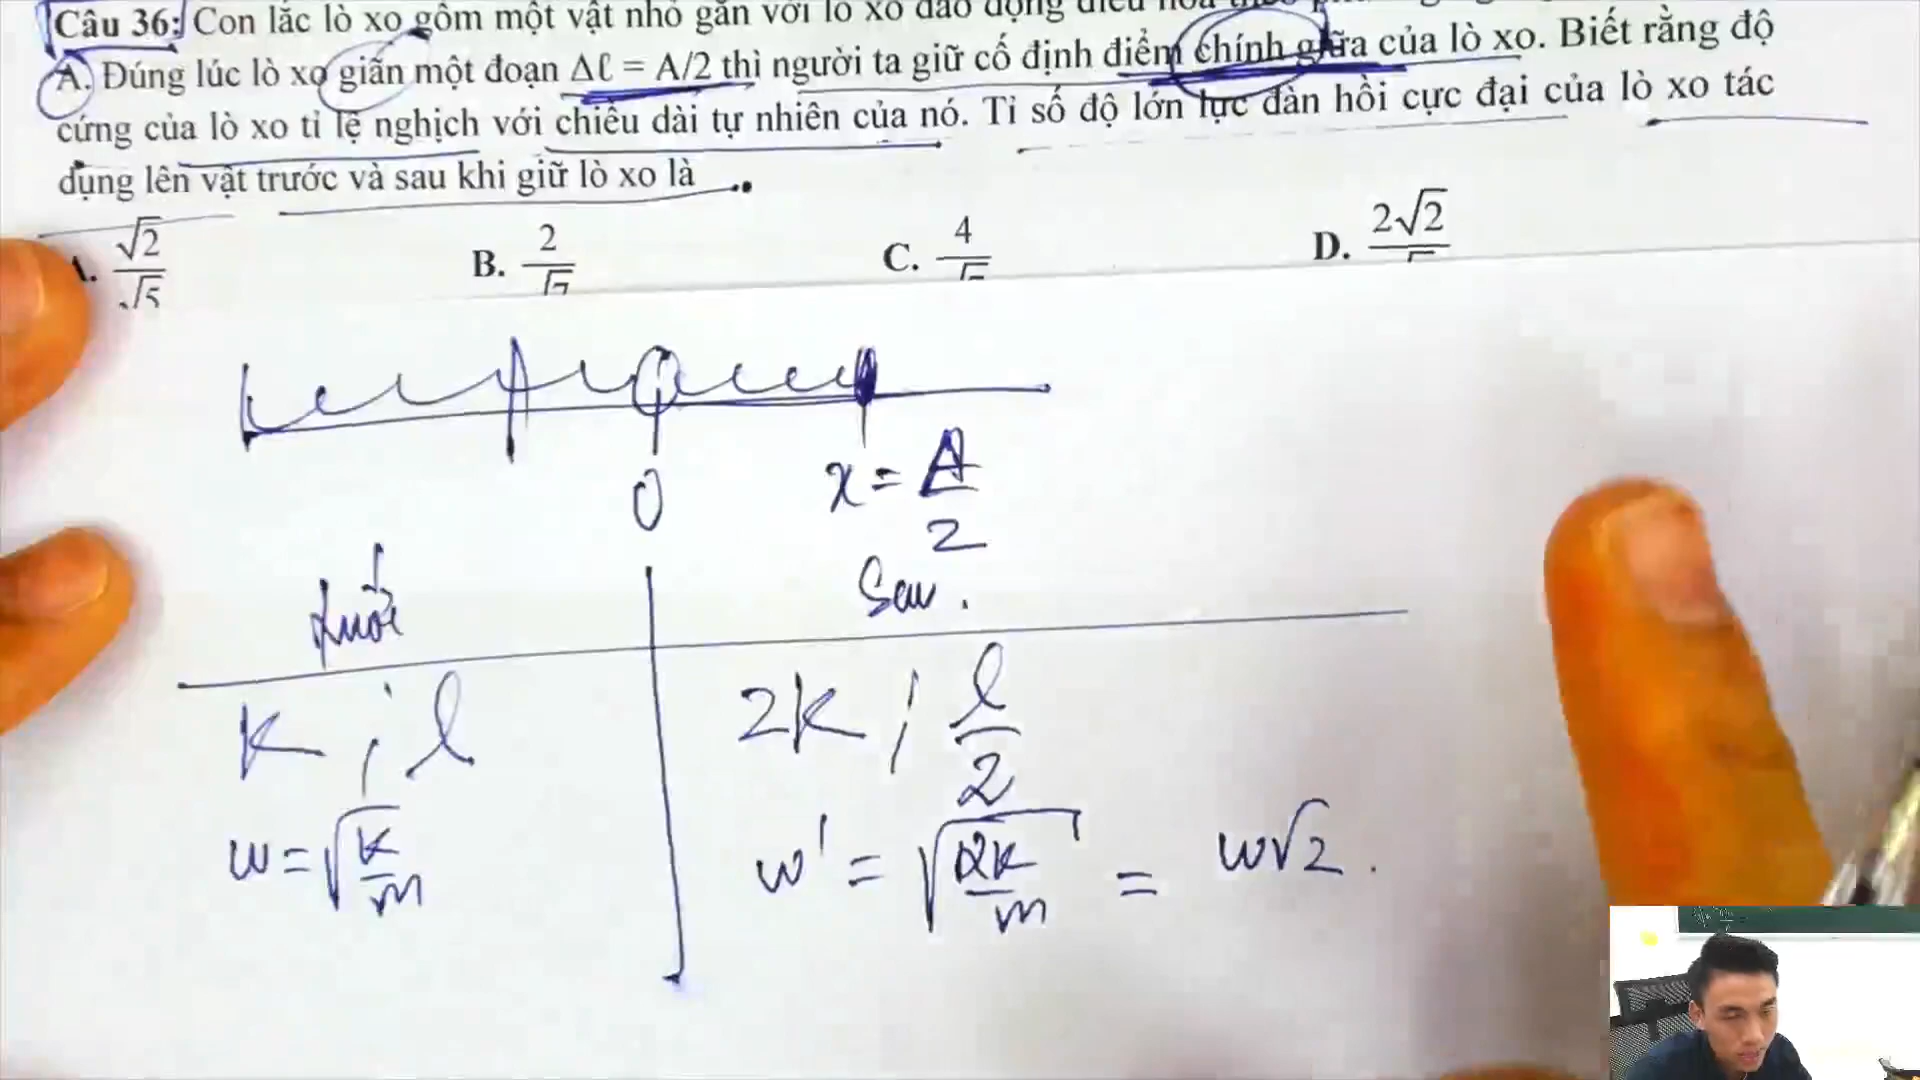 Câu 36: Con lắc lò xo gồm một vật nhỏ gắn với lò xo dao động điều hoà
A. Đúng lúc lò xo giãn một đoạn Δℓ = A/2 thì người ta giữ cố định điểm chính giữa của lò xo. Biết rằng độ
cứng của lò xo tỉ lệ nghịch với chiều dài tự nhiên của nó. Tỉ số độ lớn lực đàn hồi cực đại của lò xo tác
dụng lên vật trước và sau khi giữ lò xo là
√2/√5 B. 2/√7 C. 4 D. 2√2
O x = A/2
trước Sau.
K ; l 2K ; l/2
w = √(K/m) w' = √(2K/m) = w√2.